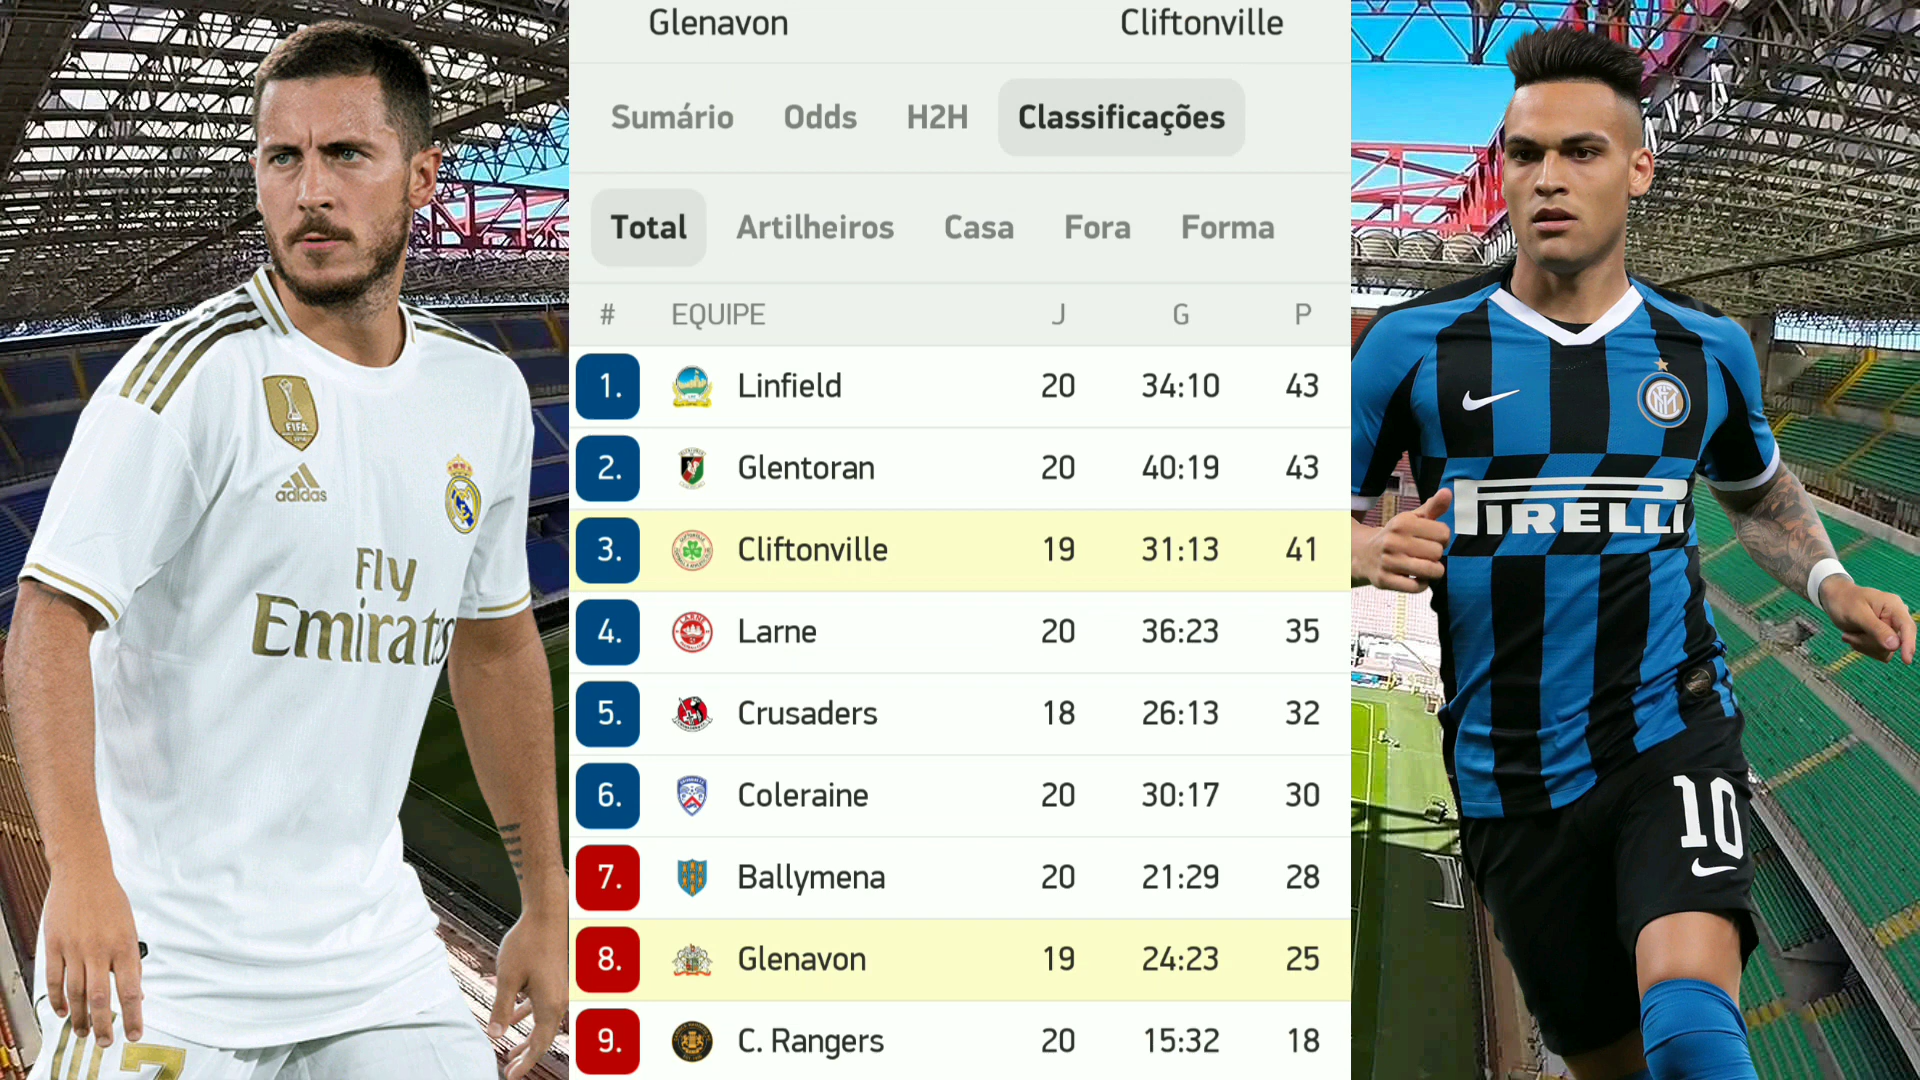 Glenavon Cliftonville
Sumário Odds H2H Classificações
Total Artilheiros Casa Fora Forma
# EQUIPE J G P
1. Linfield 20 34:10 43
2. Glentoran 20 40:19 43
3. Cliftonville 19 31:13 41
4. Larne 20 36:23 35
5. Crusaders 18 26:13 32
6. Coleraine 20 30:17 30
7. Ballymena 20 21:29 28
8. Glenavon 19 24:23 25
9. C. Rangers 20 15:32 18
FIFA
adidas
Fly
Emirates
7
PIRELLI
10